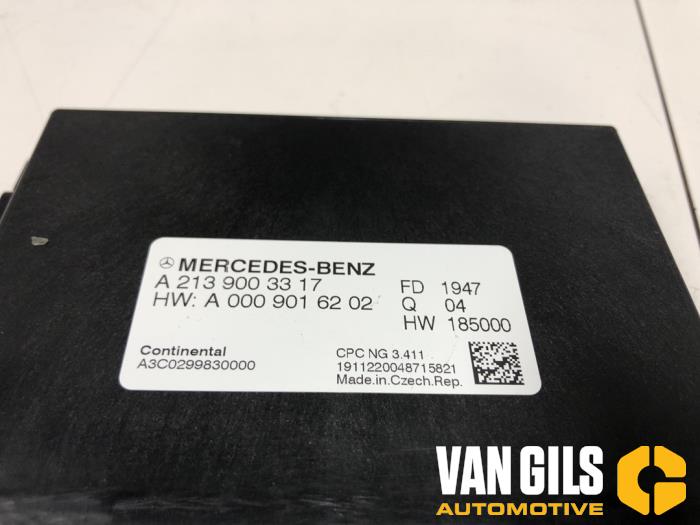 MERCEDES-BENZ
A 213 900 33 17
HW: A 000 901 62 02
FD 1947
Q 04
HW 185000
Continental
A3C0299830000
CPC NG 3.411
1911220048715821
Made.in.Czech.Rep.
VAN GILS
AUTOMOTIVE